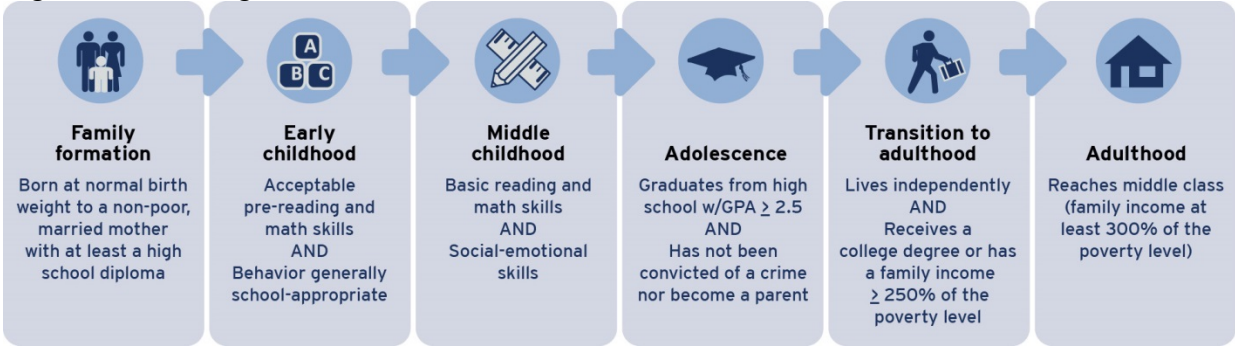 A
B C
Family
formation
Born at normal birth
weight to a non-poor,
married mother
with at least a high
school diploma
Early
childhood
Acceptable
pre-reading and
math skills
AND
Behavior generally
school-appropriate
Middle
childhood
Basic reading and
math skills
AND
Social-emotional
skills
Adolescence
Graduates from high
school w/GPA ≥ 2.5
AND
Has not been
convicted of a crime
nor become a parent
Transition to
adulthood
Lives independently
AND
Receives a
college degree or has
a family income
≥ 250% of the
poverty level
Adulthood
Reaches middle class
(family income at
least 300% of the
poverty level)